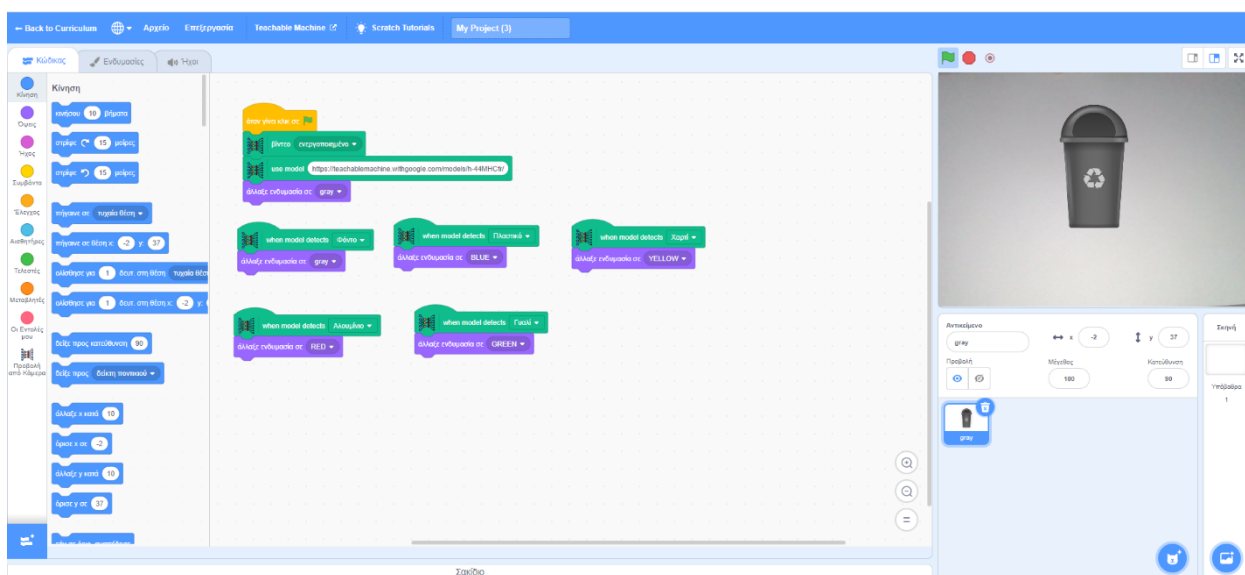 ← Back to Curriculum Αρχείο Επεξεργασία Teachable Machine Scratch Tutorials My Project (3)
Κώδικας Ενδυμασίες Ήχοι
Κίνηση
Όψεις
Ήχος
Συμβάντα
Έλεγχος
Αισθητήρες
Τελεστές
Μεταβλητές
Οι Εντολές
μου
Προβολή
από Κάμερα
Κίνηση
κινήσου 10 βήματα
στρίψε 15 μοίρες
στρίψε 15 μοίρες
πήγαινε σε τυχαία θέση
πήγαινε σε θέση x: -2 y: 37
ολίσθησε για 1 δευτ. στη θέση τυχαία θέσ
ολίσθησε για 1 δευτ. στη θέση x: -2 y:
δείξε προς κατεύθυνση 90
δείξε προς δείκτη ποντικιού
άλλαξε x κατά 10
όρισε x σε -2
άλλαξε y κατά 10
όρισε y σε 37
όταν γίνει κλικ σε
βίντεο ενεργοποιημένο
use model https://teachablemachine.withgoogle.com/models/h-44MHCfr/
άλλαξε ενδυμασία σε gray
when model detects Φόντο
άλλαξε ενδυμασία σε gray
when model detects Πλαστικό
άλλαξε ενδυμασία σε BLUE
when model detects Χαρτί
άλλαξε ενδυμασία σε YELLOW
when model detects Αλουμίνιο
άλλαξε ενδυμασία σε RED
when model detects Γυαλί
άλλαξε ενδυμασία σε GREEN
Αντικείμενο
gray x -2 y 37
Προβολή Μέγεθος Κατεύθυνση
100 90
gray
Σκηνή
Υπόβαθρα
1
Σακίδιο